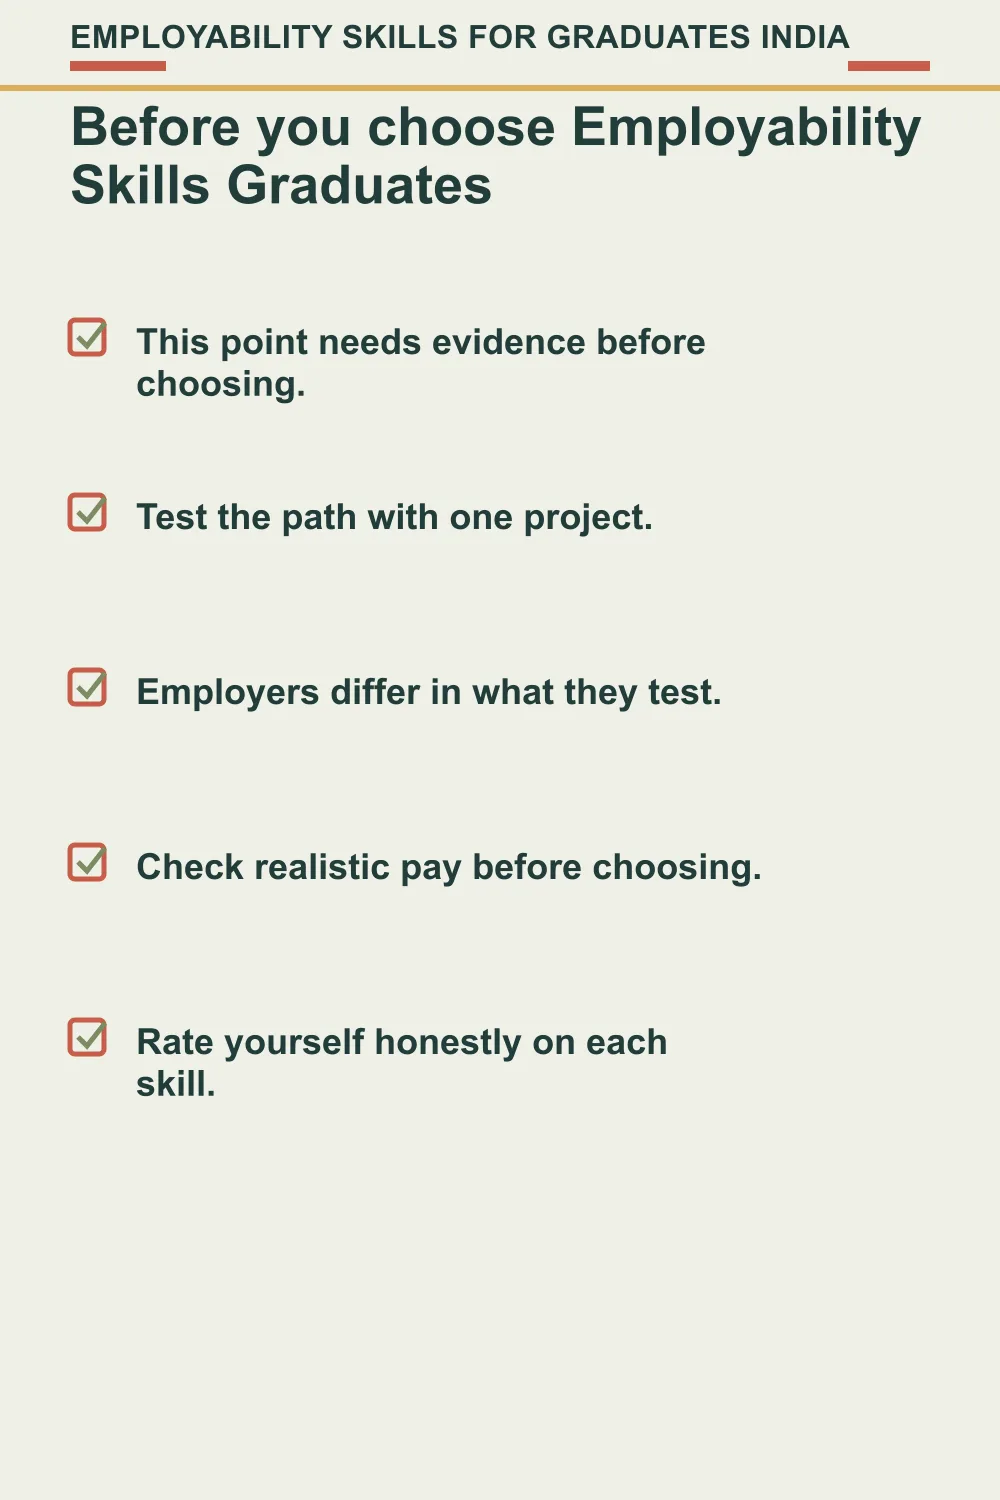 EMPLOYABILITY SKILLS FOR GRADUATES INDIA
Before you choose Employability
Skills Graduates
This point needs evidence before
choosing.
Test the path with one project.
Employers differ in what they test.
Check realistic pay before choosing.
Rate yourself honestly on each
skill.